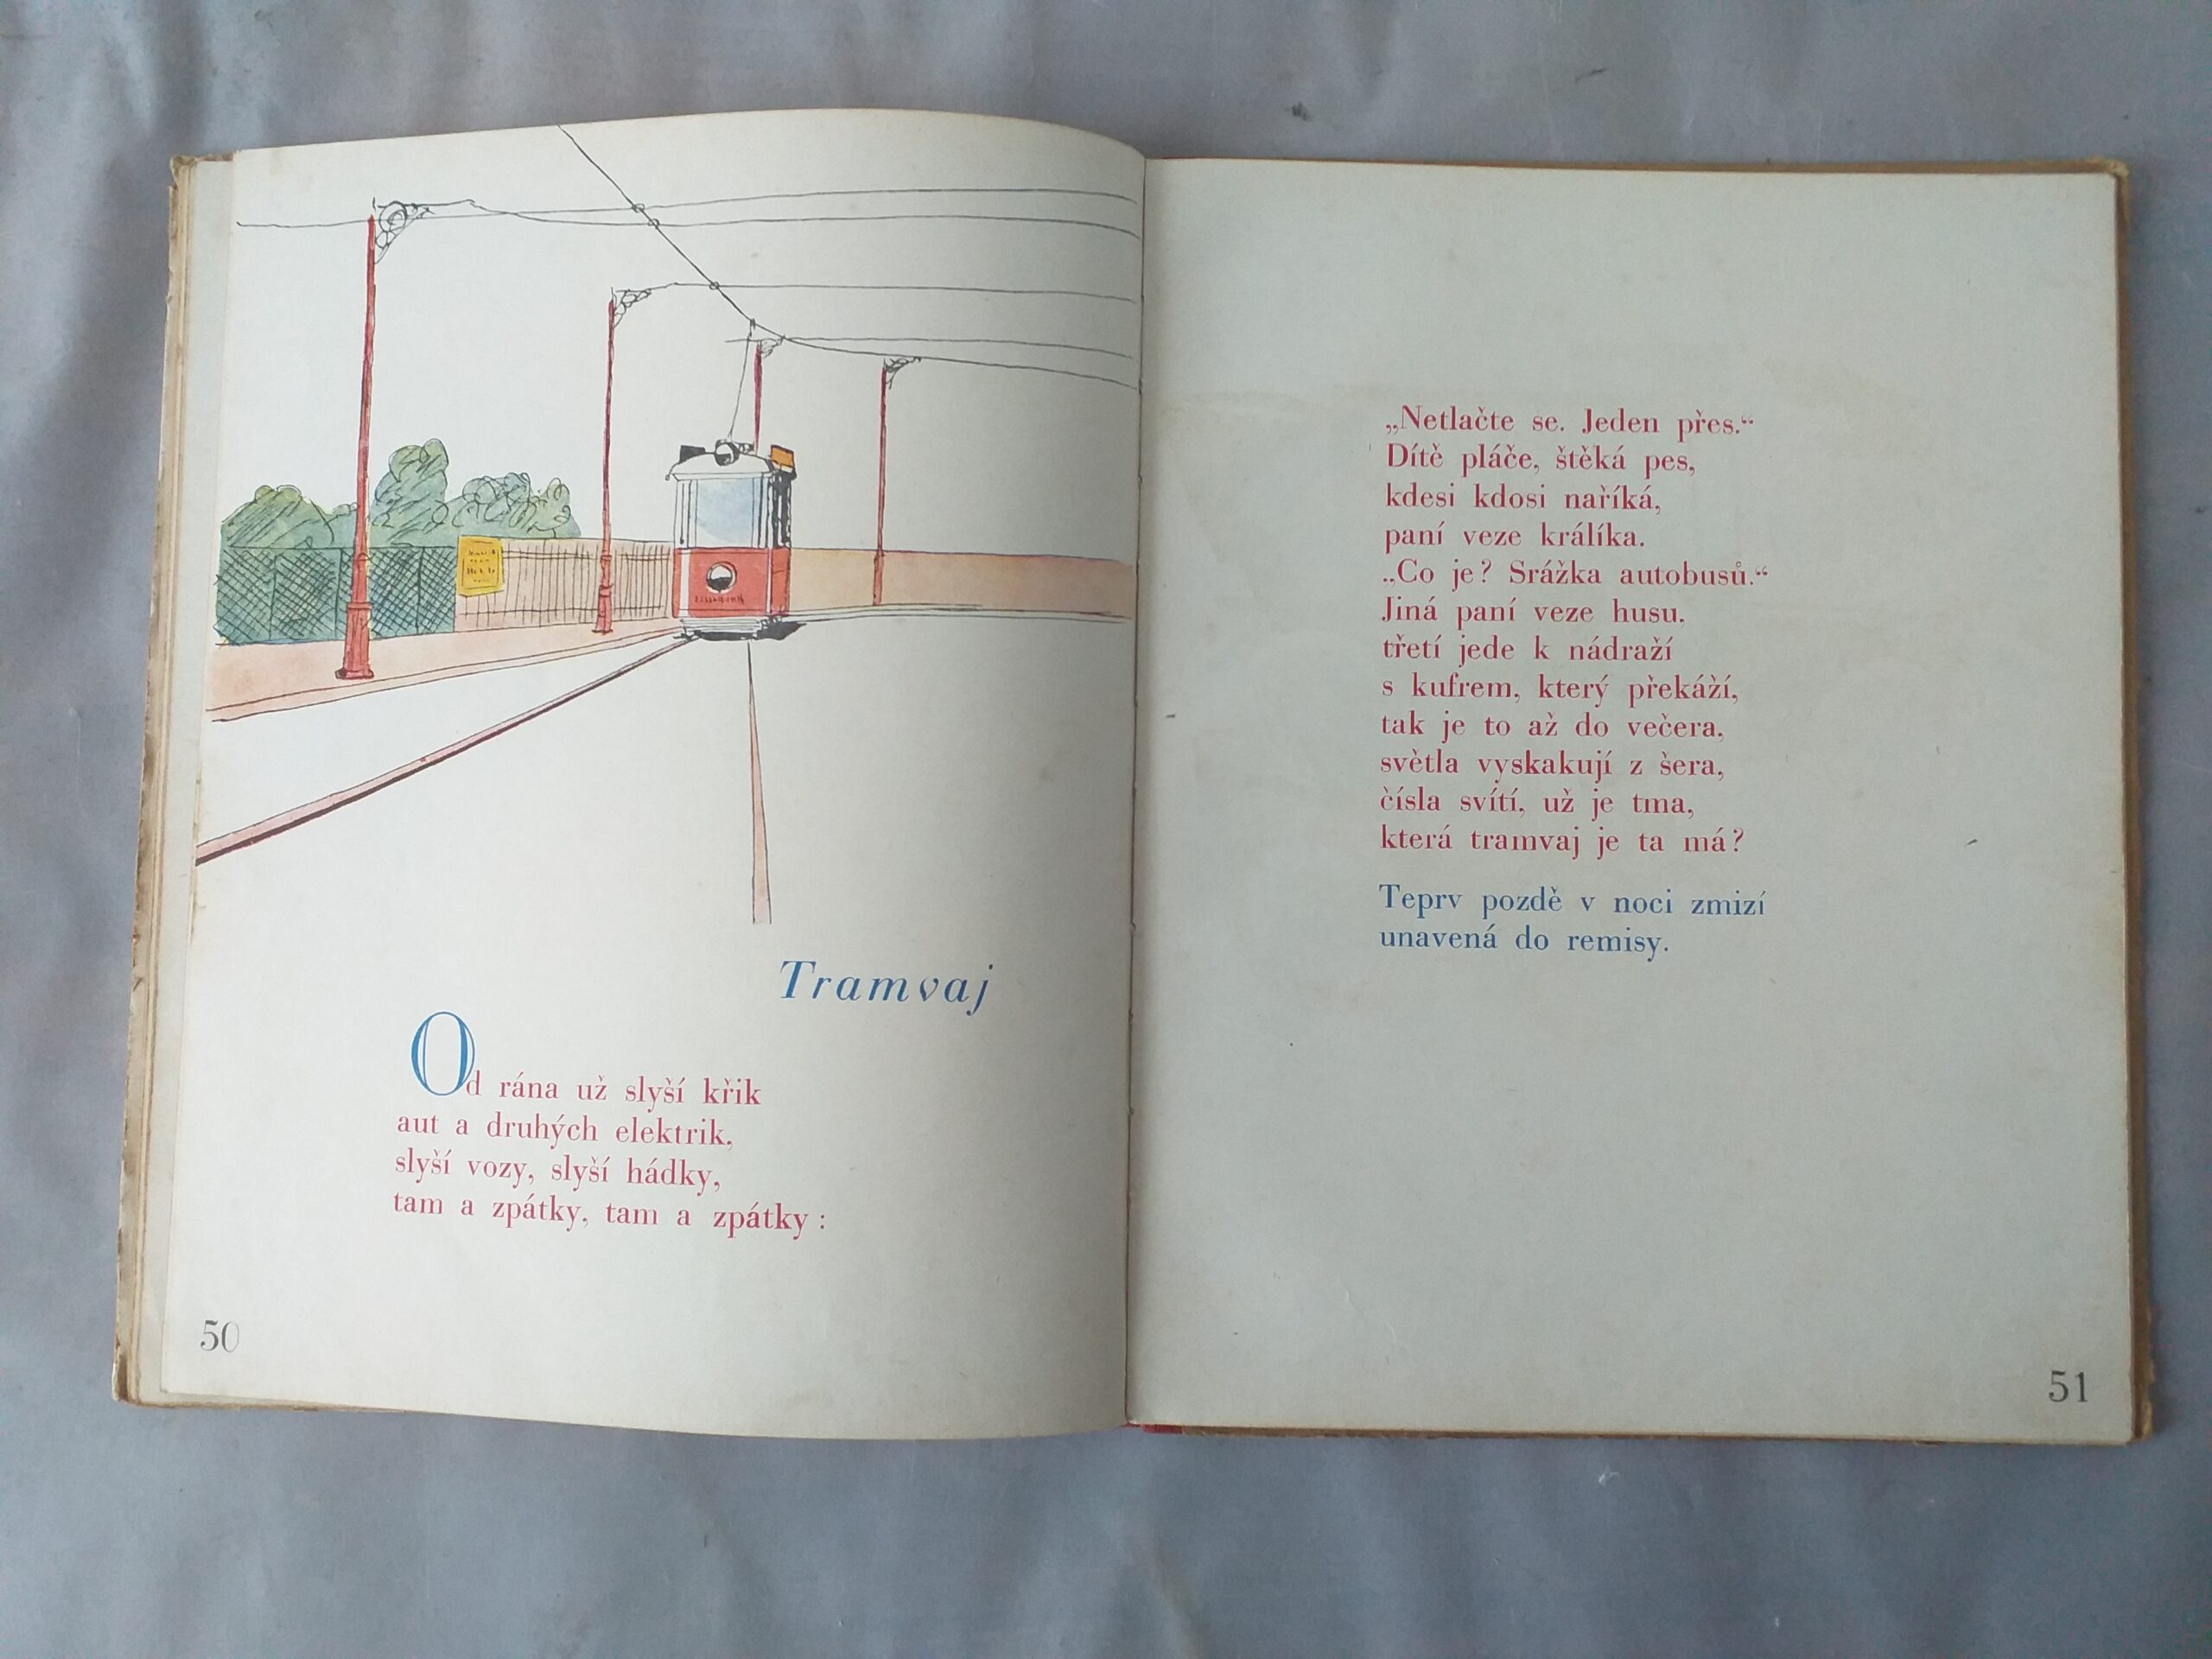 Tramvaj
Od rána už slyší křik
aut a druhých elektrik,
slyší vozy, slyší hádky,
tam a zpátky, tam a zpátky :
50
„Netlačte se. Jeden přes.“
Dítě pláče, štěká pes,
kdesi kdosi naříká,
paní veze králíka.
„Co je? Srážka autobusů.“
Jiná paní veze husu,
třetí jede k nádraží
s kufrem, který překáží,
tak je to až do večera,
světla vyskakují z šera,
čísla svítí, už je tma,
která tramvaj je ta má?
Teprv pozdě v noci zmizí
unavená do remisy.
51